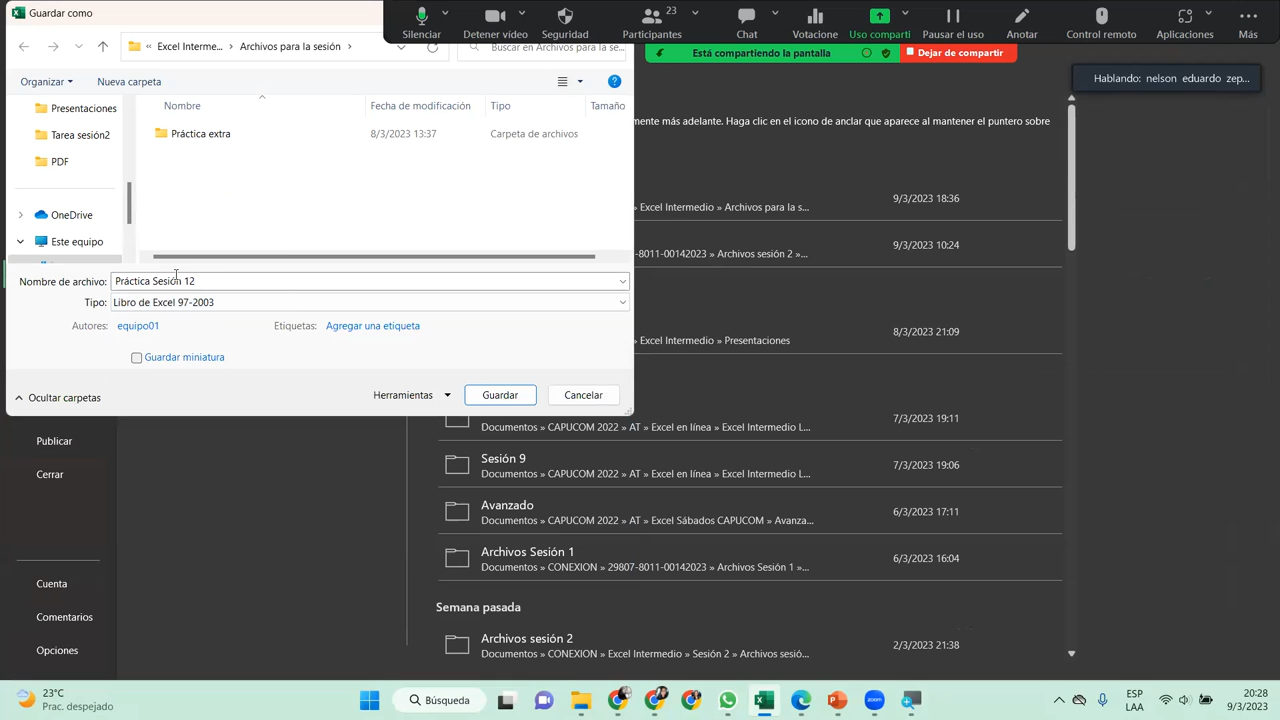 Guardar como
Silenciar
Detener video
Seguridad
23
Participantes
Chat
Votacione
Uso comparti
Pausar el uso
Anotar
Control remoto
Aplicaciones
Más
« Excel Interme... › Archivos para la sesión ›
Buscar en Archivos para la se...
Está compartiendo la pantalla
Dejar de compartir
Hablando: nelson eduardo zep...
Organizar
Nueva carpeta
Presentaciones
Tarea sesión2
PDF
OneDrive
Este equipo
Nombre
Fecha de modificación
Tipo
Tamaño
Práctica extra
8/3/2023 13:37
Carpeta de archivos
mente más adelante. Haga clic en el icono de anclar que aparece al mantener el puntero sobre
9/3/2023 18:36
Excel Intermedio » Archivos para la s...
9/3/2023 10:24
-8011-00142023 » Archivos sesión 2 »...
8/3/2023 21:09
Excel Intermedio » Presentaciones
Nombre de archivo: Práctica Sesión 12
Tipo: Libro de Excel 97-2003
Autores: equipo01
Etiquetas: Agregar una etiqueta
Guardar miniatura
Ocultar carpetas
Herramientas
Guardar
Cancelar
Publicar
Cerrar
Cuenta
Comentarios
Opciones
7/3/2023 19:11
Documentos » CAPUCOM 2022 » AT » Excel en línea » Excel Intermedio L...
Sesión 9
7/3/2023 19:06
Documentos » CAPUCOM 2022 » AT » Excel en línea » Excel Intermedio L...
Avanzado
6/3/2023 17:11
Documentos » CAPUCOM 2022 » AT » Excel Sábados CAPUCOM » Avanza...
Archivos Sesión 1
6/3/2023 16:04
Documentos » CONEXION » 29807-8011-00142023 » Archivos Sesión 1 »...
Semana pasada
Archivos sesión 2
2/3/2023 21:38
Documentos » CONEXION » Excel Intermedio » Sesión 2 » Archivos sesió...
23°C
Prac. despejado
Búsqueda
ESP
LAA
20:28
9/3/2023